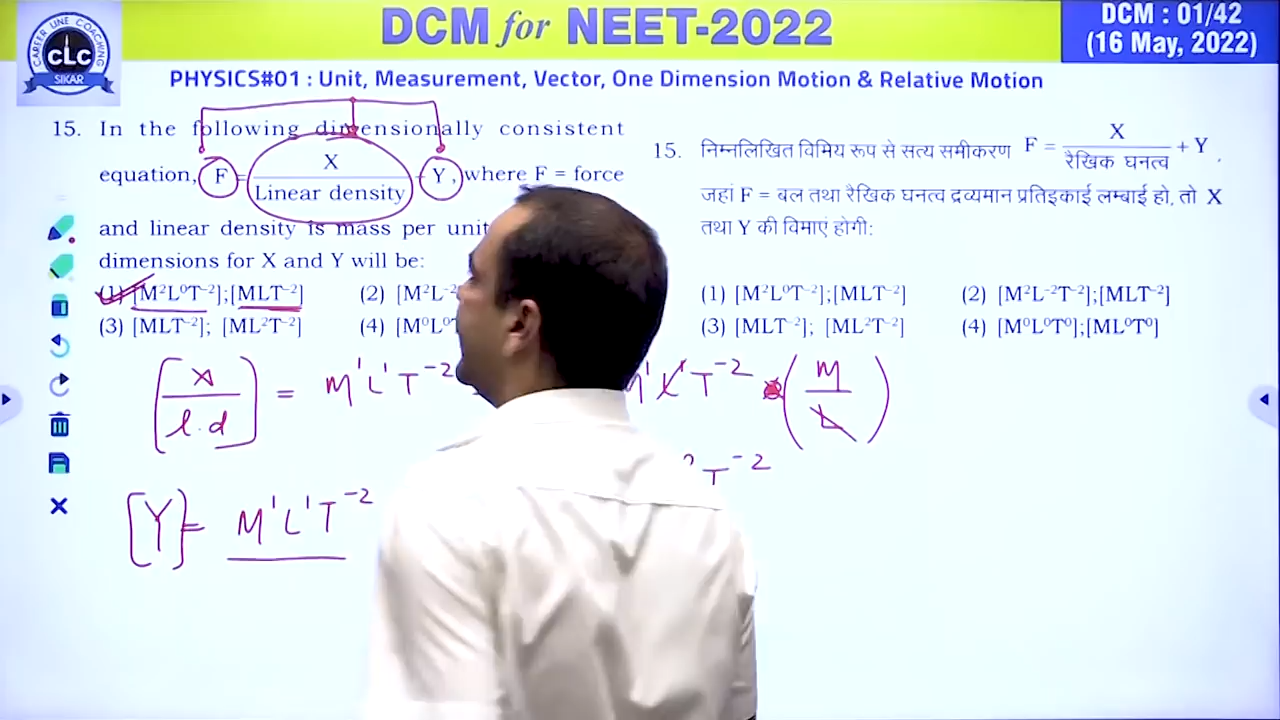 CAREER LINE COACHING
CLC
SIKAR
DCM for NEET-2022
DCM : 01/42
(16 May, 2022)
PHYSICS#01 : Unit, Measurement, Vector, One Dimension Motion & Relative Motion
15. In the following dimensionally consistent
equation, F = X / Linear density + Y, where F = force
and linear density is mass per unit
dimensions for X and Y will be:
(1) [M²L⁰T⁻²];[MLT⁻²] (2) [M²L⁻²
(3) [MLT⁻²]; [ML²T⁻²] (4) [M⁰L⁰T⁰
[X / l.d] = M¹L¹T⁻²
M¹L¹T⁻² (M / L)
T⁻²
[Y] = M¹L¹T⁻²
15. निम्नलिखित विमिय रूप से सत्य समीकरण F = X / रैखिक घनत्व + Y,
जहां F = बल तथा रैखिक घनत्व द्रव्यमान प्रतिइकाई लम्बाई हो, तो X
तथा Y की विमाएं होगी:
(1) [M²L⁰T⁻²];[MLT⁻²] (2) [M²L⁻²T⁻²];[MLT⁻²]
(3) [MLT⁻²]; [ML²T⁻²] (4) [M⁰L⁰T⁰];[ML⁰T⁰]